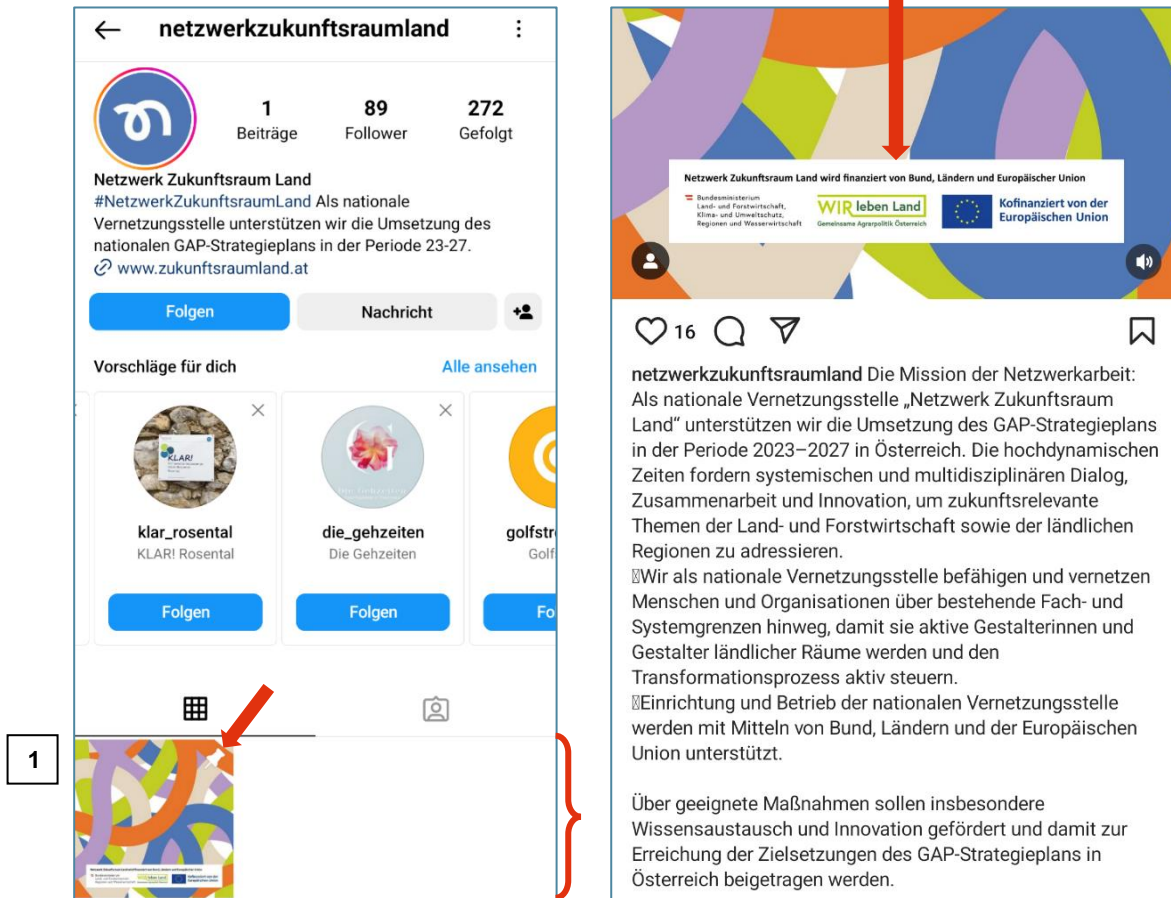 netzwerkzukunftsraumland
1
89
272
Beiträge
Follower
Gefolgt
Netzwerk Zukunftsraum Land
#NetzwerkZukunftsraumLand Als nationale
Vernetzungsstelle unterstützen wir die Umsetzung des
nationalen GAP-Strategieplans in der Periode 23-27.
www.zukunftsraumland.at
Folgen
Nachricht
Vorschläge für dich
Alle ansehen
KLAR!
klar_rosental
KLAR! Rosental
Folgen
die_gehzeiten
Die Gehzeiten
Folgen
golfstr
Golf
Fo
1
Netzwerk Zukunftsraum Land wird finanziert von Bund, Ländern und Europäischer Union
Bundesministerium
Land- und Forstwirtschaft,
Klima- und Umweltschutz,
Regionen und Wasserwirtschaft
WIR leben Land
Gemeinsame Agrarpolitik Österreich
Kofinanziert von der
Europäischen Union
16
netzwerkzukunftsraumland Die Mission der Netzwerkarbeit:
Als nationale Vernetzungsstelle „Netzwerk Zukunftsraum
Land“ unterstützen wir die Umsetzung des GAP-Strategieplans
in der Periode 2023–2027 in Österreich. Die hochdynamischen
Zeiten fordern systemischen und multidisziplinären Dialog,
Zusammenarbeit und Innovation, um zukunftsrelevante
Themen der Land- und Forstwirtschaft sowie der ländlichen
Regionen zu adressieren.
Wir als nationale Vernetzungsstelle befähigen und vernetzen
Menschen und Organisationen über bestehende Fach- und
Systemgrenzen hinweg, damit sie aktive Gestalterinnen und
Gestalter ländlicher Räume werden und den
Transformationsprozess aktiv steuern.
Einrichtung und Betrieb der nationalen Vernetzungsstelle
werden mit Mitteln von Bund, Ländern und der Europäischen
Union unterstützt.
Über geeignete Maßnahmen sollen insbesondere
Wissensaustausch und Innovation gefördert und damit zur
Erreichung der Zielsetzungen des GAP-Strategieplans in
Österreich beigetragen werden.